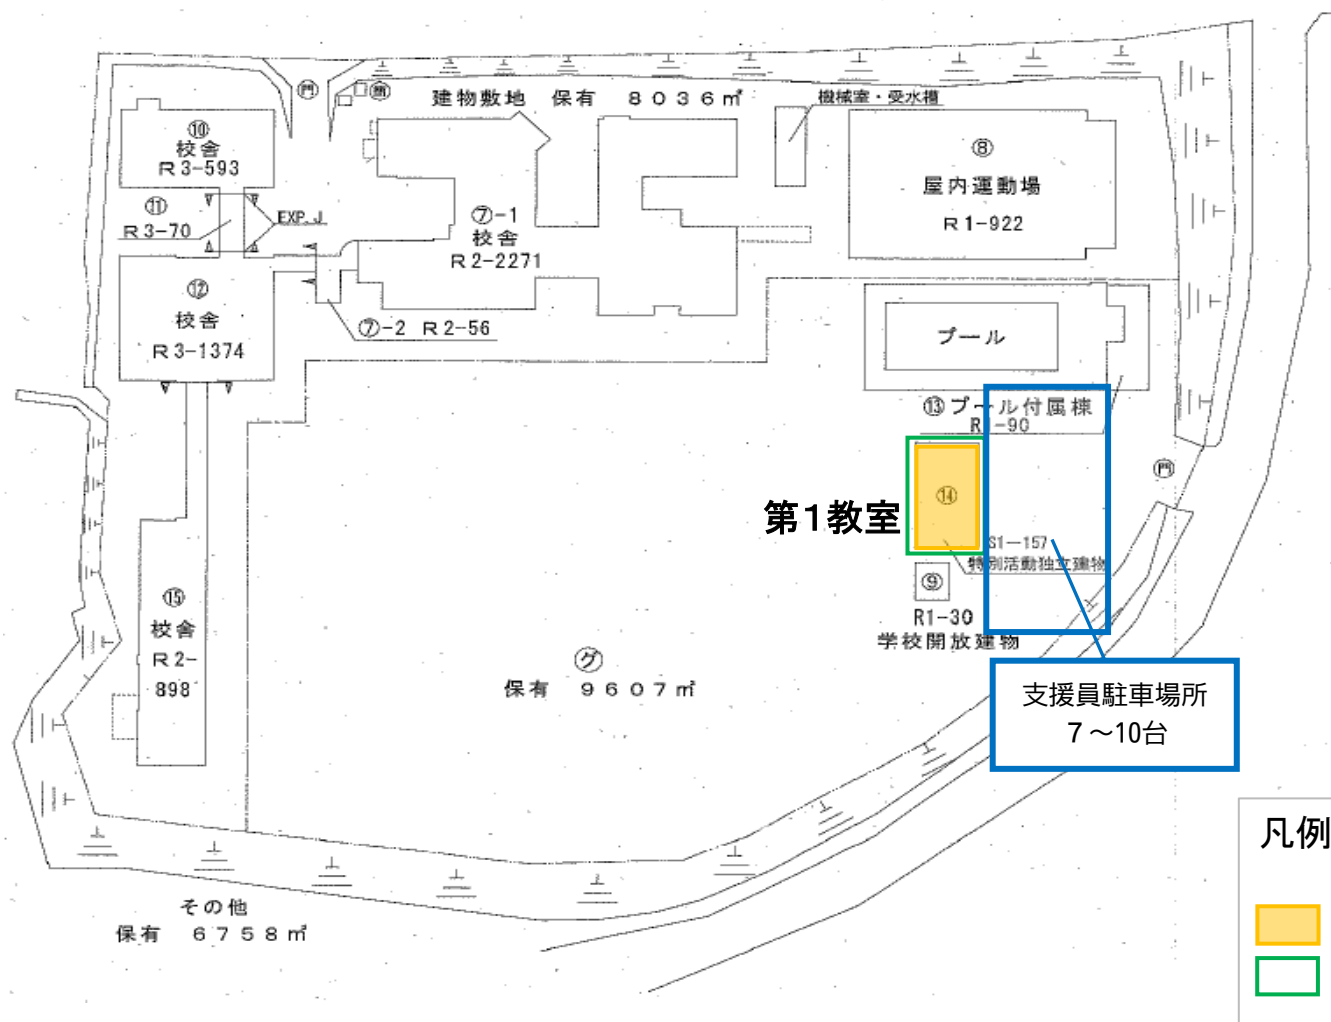 門
建物敷地　保有　８０３６㎡
機械室・受水槽
⑩
校舎
R3-593
⑪
R3-70
EXP.J
⑦-1
校舎
R2-2271
⑧
屋内運動場
R1-922
⑫
校舎
R3-1374
⑦-2 R2-56
プール
⑬プール付属棟
R1-90
門
第1教室
⑭
S1-157
特別活動独立建物
⑨
R1-30
学校開放建物
⑮
校舎
R2-
898
グ
保有　９６０７㎡
支援員駐車場所
７～10台
凡例
その他
保有　６７５８㎡